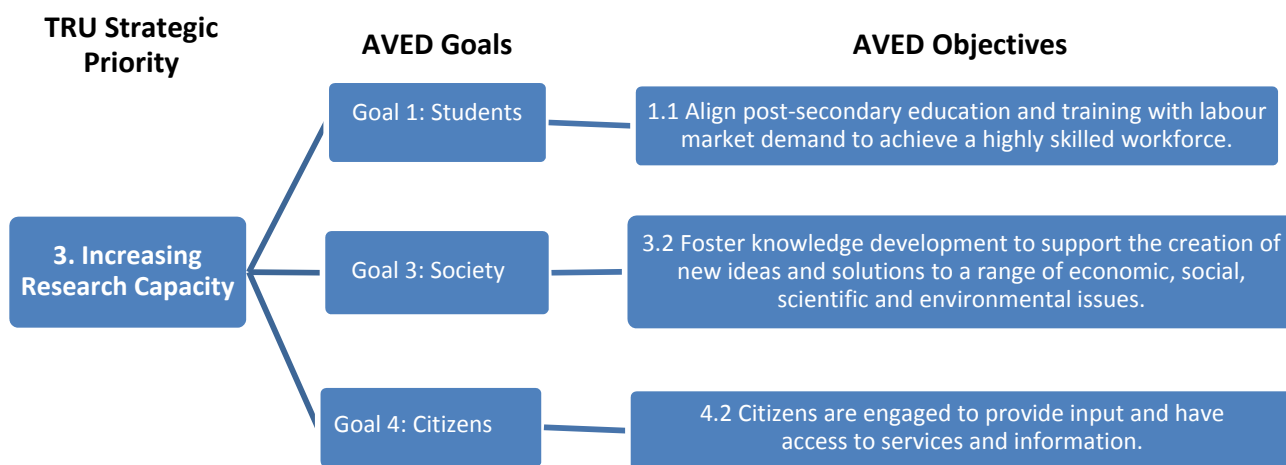 TRU Strategic
Priority
AVED Goals
AVED Objectives
Goal 1: Students
1.1 Align post-secondary education and training with labour
market demand to achieve a highly skilled workforce.
3. Increasing
Research Capacity
Goal 3: Society
3.2 Foster knowledge development to support the creation of
new ideas and solutions to a range of economic, social,
scientific and environmental issues.
Goal 4: Citizens
4.2 Citizens are engaged to provide input and have
access to services and information.